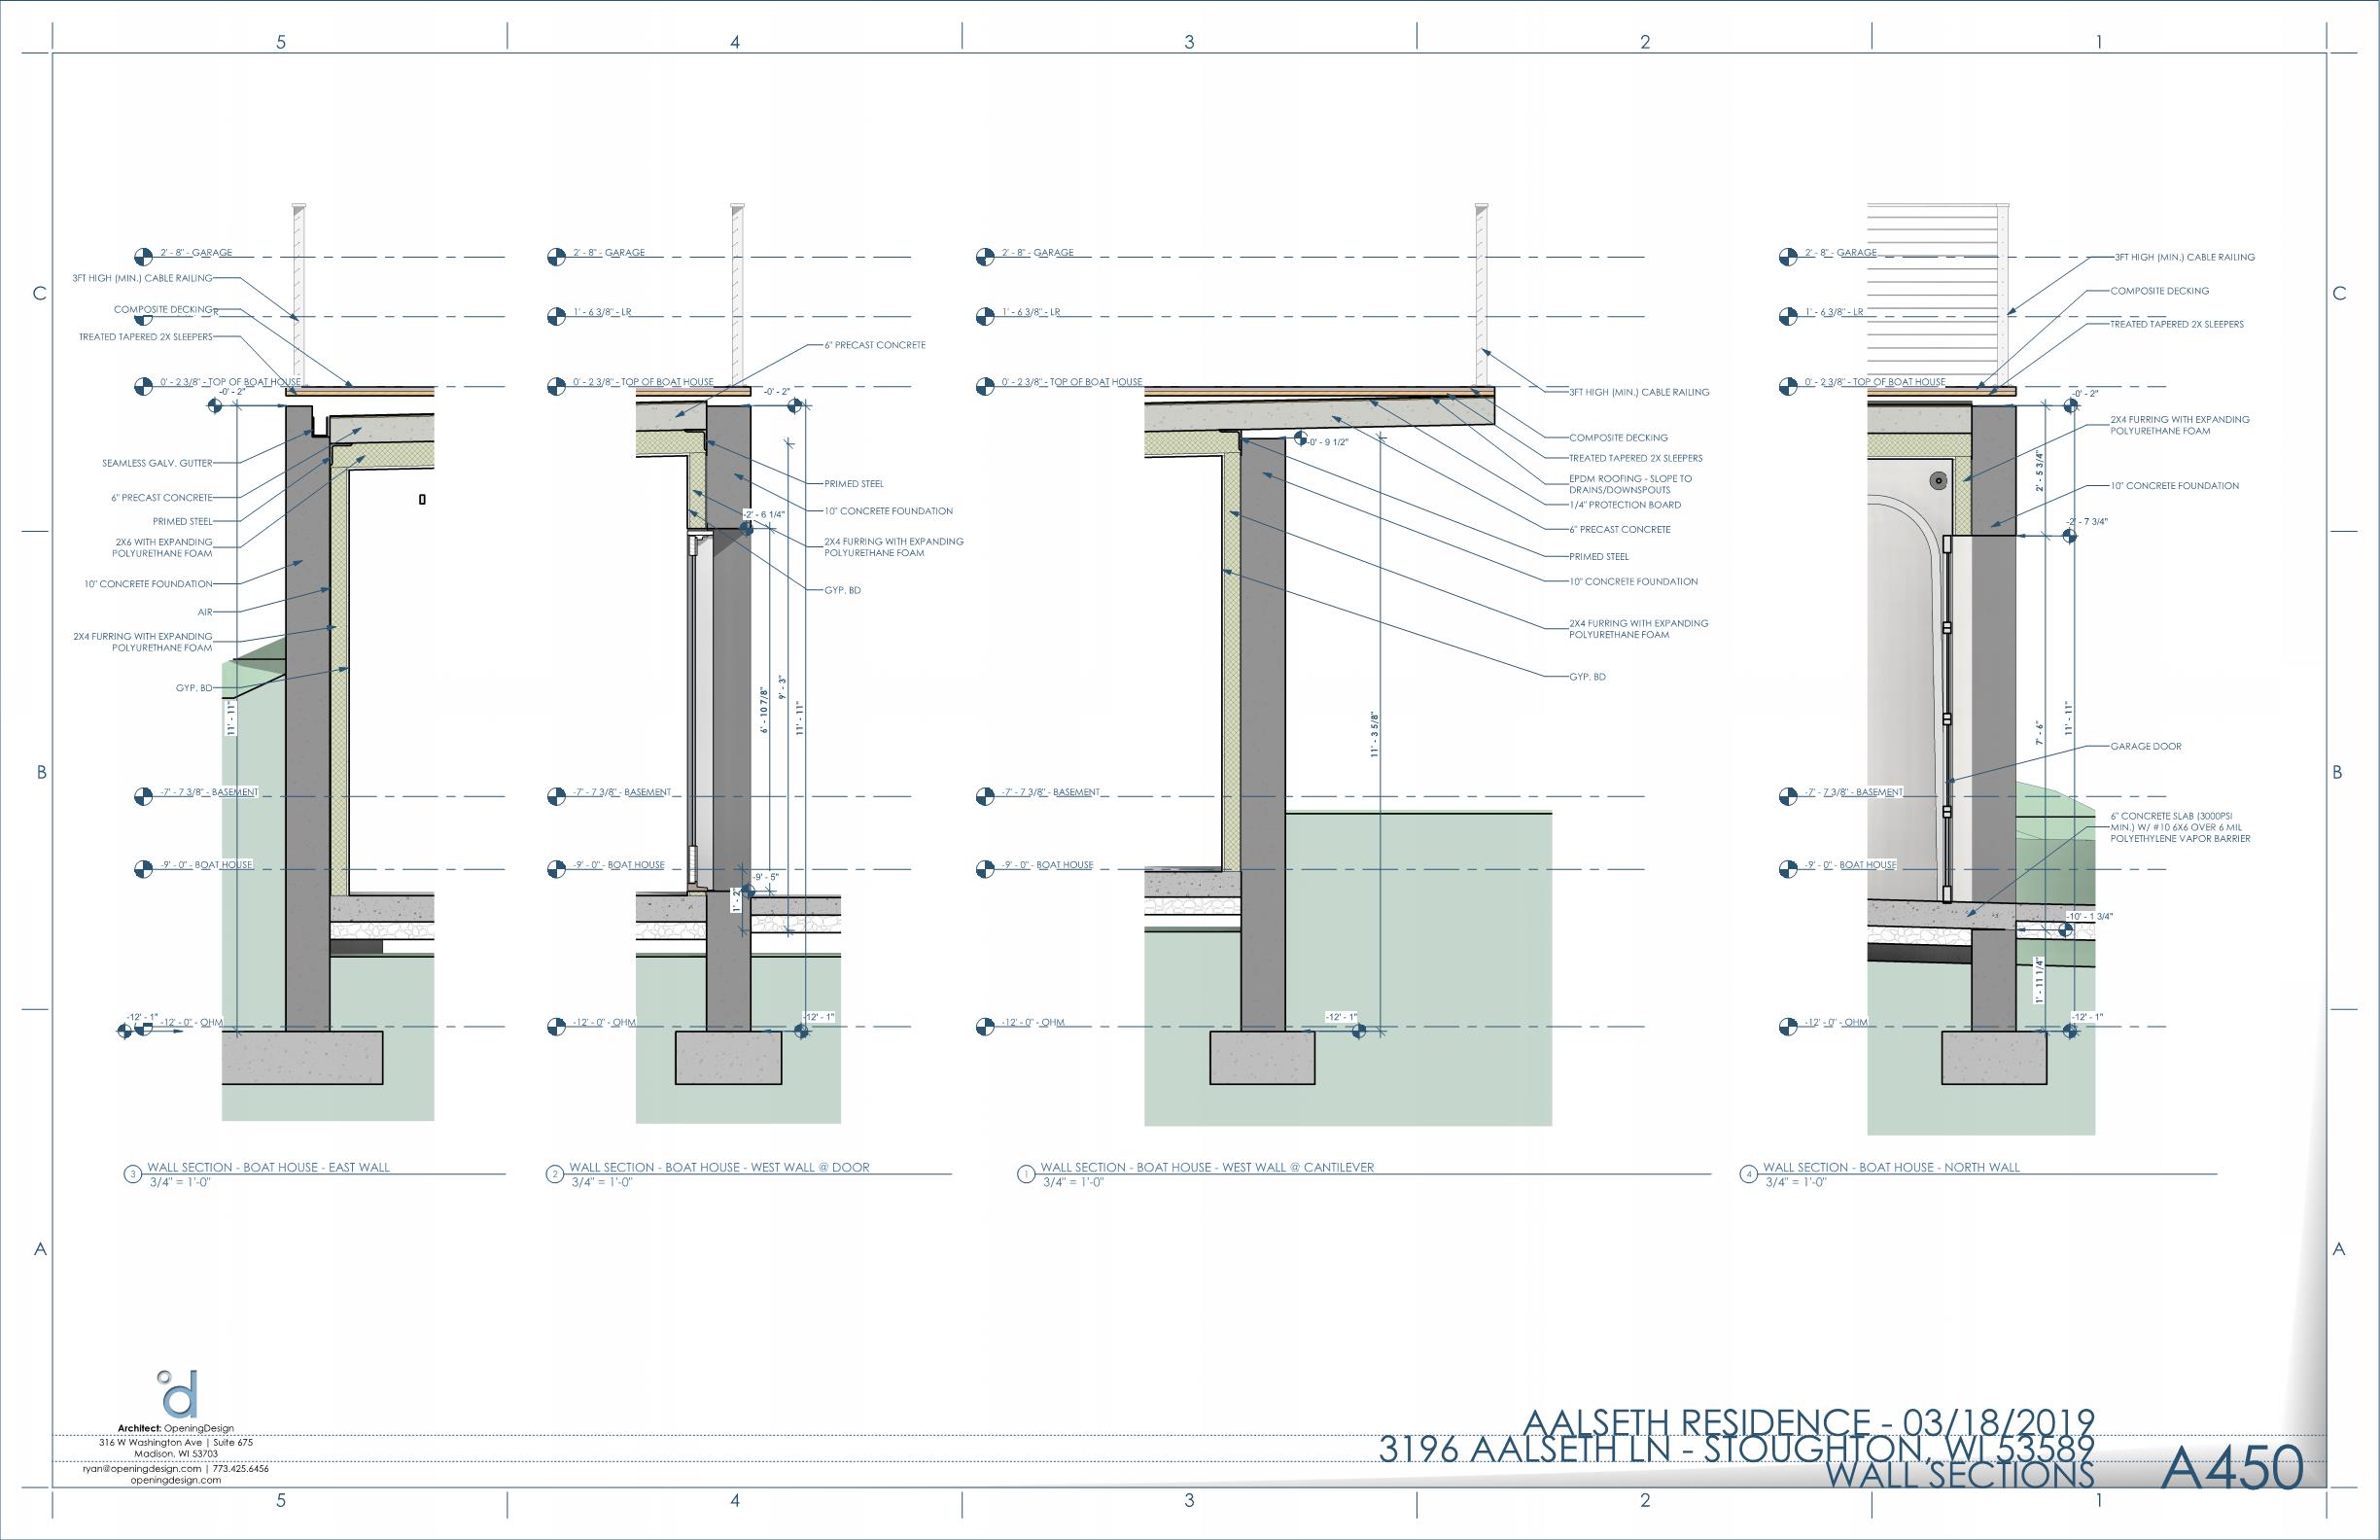 5
4
3
2
1
C
C
B
B
A
A
2' - 8" - GARAGE
3FT HIGH (MIN.) CABLE RAILING
COMPOSITE DECKING
TREATED TAPERED 2X SLEEPERS
0' - 2 3/8" - TOP OF BOAT HOUSE
-0' - 2"
SEAMLESS GALV. GUTTER
6" PRECAST CONCRETE
PRIMED STEEL
2X6 WITH EXPANDING
POLYURETHANE FOAM
10" CONCRETE FOUNDATION
AIR
2X4 FURRING WITH EXPANDING
POLYURETHANE FOAM
GYP. BD
11' - 11"
-7' - 7 3/8" - BASEMENT
-9' - 0" - BOAT HOUSE
-12' - 1"
-12' - 0" - OHM
3
WALL SECTION - BOAT HOUSE - EAST WALL
3/4" = 1'-0"
2' - 8" - GARAGE
1' - 6 3/8" - LR
6" PRECAST CONCRETE
0' - 2 3/8" - TOP OF BOAT HOUSE
-0' - 2"
PRIMED STEEL
10" CONCRETE FOUNDATION
-2' - 6 1/4"
2X4 FURRING WITH EXPANDING
POLYURETHANE FOAM
GYP. BD
6' - 10 7/8"
9' - 3"
11' - 11"
-7' - 7 3/8" - BASEMENT
-9' - 0" - BOAT HOUSE
-9' - 5"
1' - 2"
-12' - 0" - OHM
-12' - 1"
2
WALL SECTION - BOAT HOUSE - WEST WALL @ DOOR
3/4" = 1'-0"
2' - 8" - GARAGE
1' - 6 3/8" - LR
0' - 2 3/8" - TOP OF BOAT HOUSE
3FT HIGH (MIN.) CABLE RAILING
-0' - 9 1/2"
COMPOSITE DECKING
TREATED TAPERED 2X SLEEPERS
EPDM ROOFING - SLOPE TO
DRAINS/DOWNSPOUTS
1/4" PROTECTION BOARD
6" PRECAST CONCRETE
PRIMED STEEL
10" CONCRETE FOUNDATION
2X4 FURRING WITH EXPANDING
POLYURETHANE FOAM
GYP. BD
11' - 3 5/8"
-7' - 7 3/8" - BASEMENT
-9' - 0" - BOAT HOUSE
-12' - 0" - OHM
-12' - 1"
1
WALL SECTION - BOAT HOUSE - WEST WALL @ CANTILEVER
3/4" = 1'-0"
2' - 8" - GARAGE
3FT HIGH (MIN.) CABLE RAILING
COMPOSITE DECKING
1' - 6 3/8" - LR
TREATED TAPERED 2X SLEEPERS
0' - 2 3/8" - TOP OF BOAT HOUSE
-0' - 2"
2X4 FURRING WITH EXPANDING
POLYURETHANE FOAM
2' - 5 3/4"
10" CONCRETE FOUNDATION
-2' - 7 3/4"
7' - 6"
11' - 11"
GARAGE DOOR
-7' - 7 3/8" - BASEMENT
6" CONCRETE SLAB (3000PSI
MIN.) W/ #10 6X6 OVER 6 MIL
POLYETHYLENE VAPOR BARRIER
-9' - 0" - BOAT HOUSE
-10' - 1 3/4"
1' - 11 1/4"
-12' - 0" - OHM
-12' - 1"
4
WALL SECTION - BOAT HOUSE - NORTH WALL
3/4" = 1'-0"
d
Architect: OpeningDesign
316 W Washington Ave | Suite 675
Madison, WI 53703
ryan@openingdesign.com | 773.425.6456
openingdesign.com
AALSETH RESIDENCE - 03/18/2019
3196 AALSETH LN - STOUGHTON, WI 53589
WALL SECTIONS
A450
5
4
3
2
1